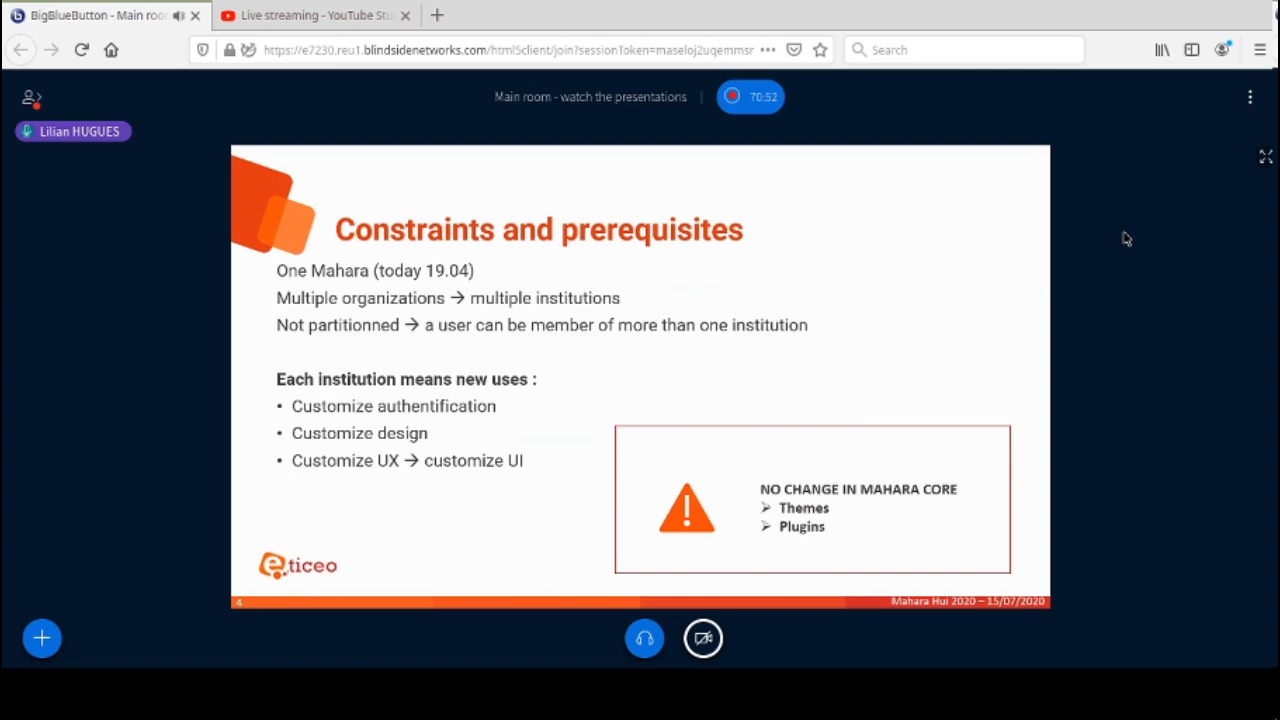 BigBlueButton - Main roo
Live streaming - YouTube Stu
https://e7230.reu1.blindsidenetworks.com/html5client/join?sessionToken=maseloj2uqemmsr
Search
Main room - watch the presentations
70:52
Lilian HUGUES
Constraints and prerequisites
One Mahara (today 19.04)
Multiple organizations → multiple institutions
Not partitionned → a user can be member of more than one institution
Each institution means new uses :
• Customize authentification
• Customize design
• Customize UX → customize UI
NO CHANGE IN MAHARA CORE
➢ Themes
➢ Plugins
e.ticeo
4
Mahara Hui 2020 – 15/07/2020